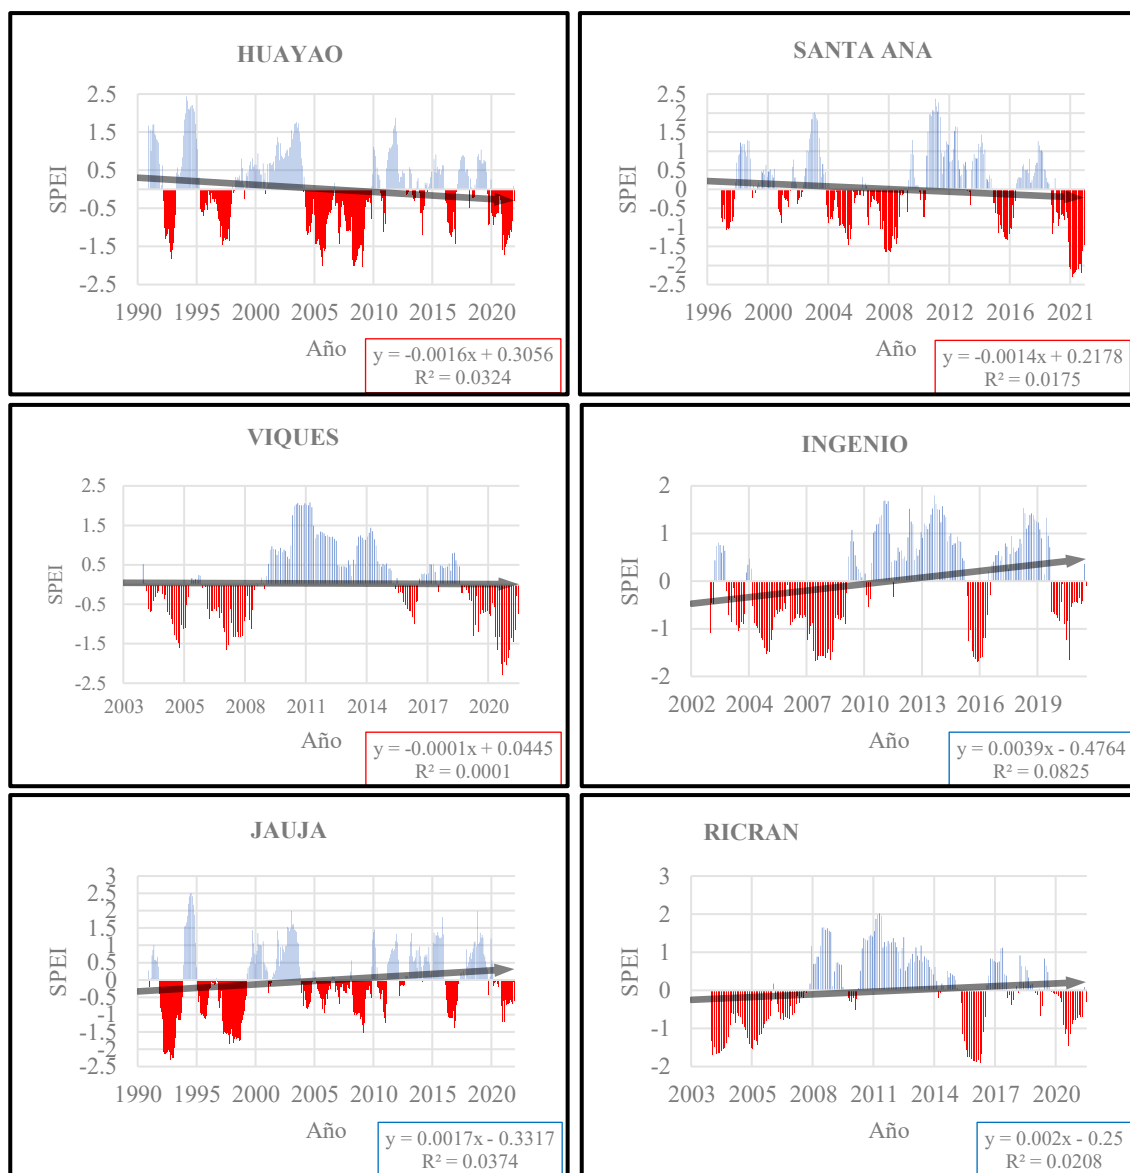 HUAYAO
SPEI
2.5
1.5
0.5
-0.5
-1.5
-2.5
1990 1995 2000 2005 2010 2015 2020
Año
y = -0.0016x + 0.3056
R² = 0.0324
SANTA ANA
SPEI
2.5
2
1.5
1
0.5
0
-0.5
-1
-1.5
-2
-2.5
1996 2000 2004 2008 2012 2016 2021
Año
y = -0.0014x + 0.2178
R² = 0.0175
VIQUES
SPEI
2.5
1.5
0.5
-0.5
-1.5
-2.5
2003 2005 2008 2011 2014 2017 2020
Año
y = -0.0001x + 0.0445
R² = 0.0001
INGENIO
SPEI
2
1
0
-1
-2
2002 2004 2007 2010 2013 2016 2019
Año
y = 0.0039x - 0.4764
R² = 0.0825
JAUJA
SPEI
3
2.5
2
1.5
1
0.5
0
-0.5
-1
-1.5
-2
-2.5
1990 1995 2000 2005 2010 2015 2020
Año
y = 0.0017x - 0.3317
R² = 0.0374
RICRAN
SPEI
3
2
1
0
-1
-2
2003 2005 2008 2011 2014 2017 2020
Año
y = 0.002x - 0.25
R² = 0.0208